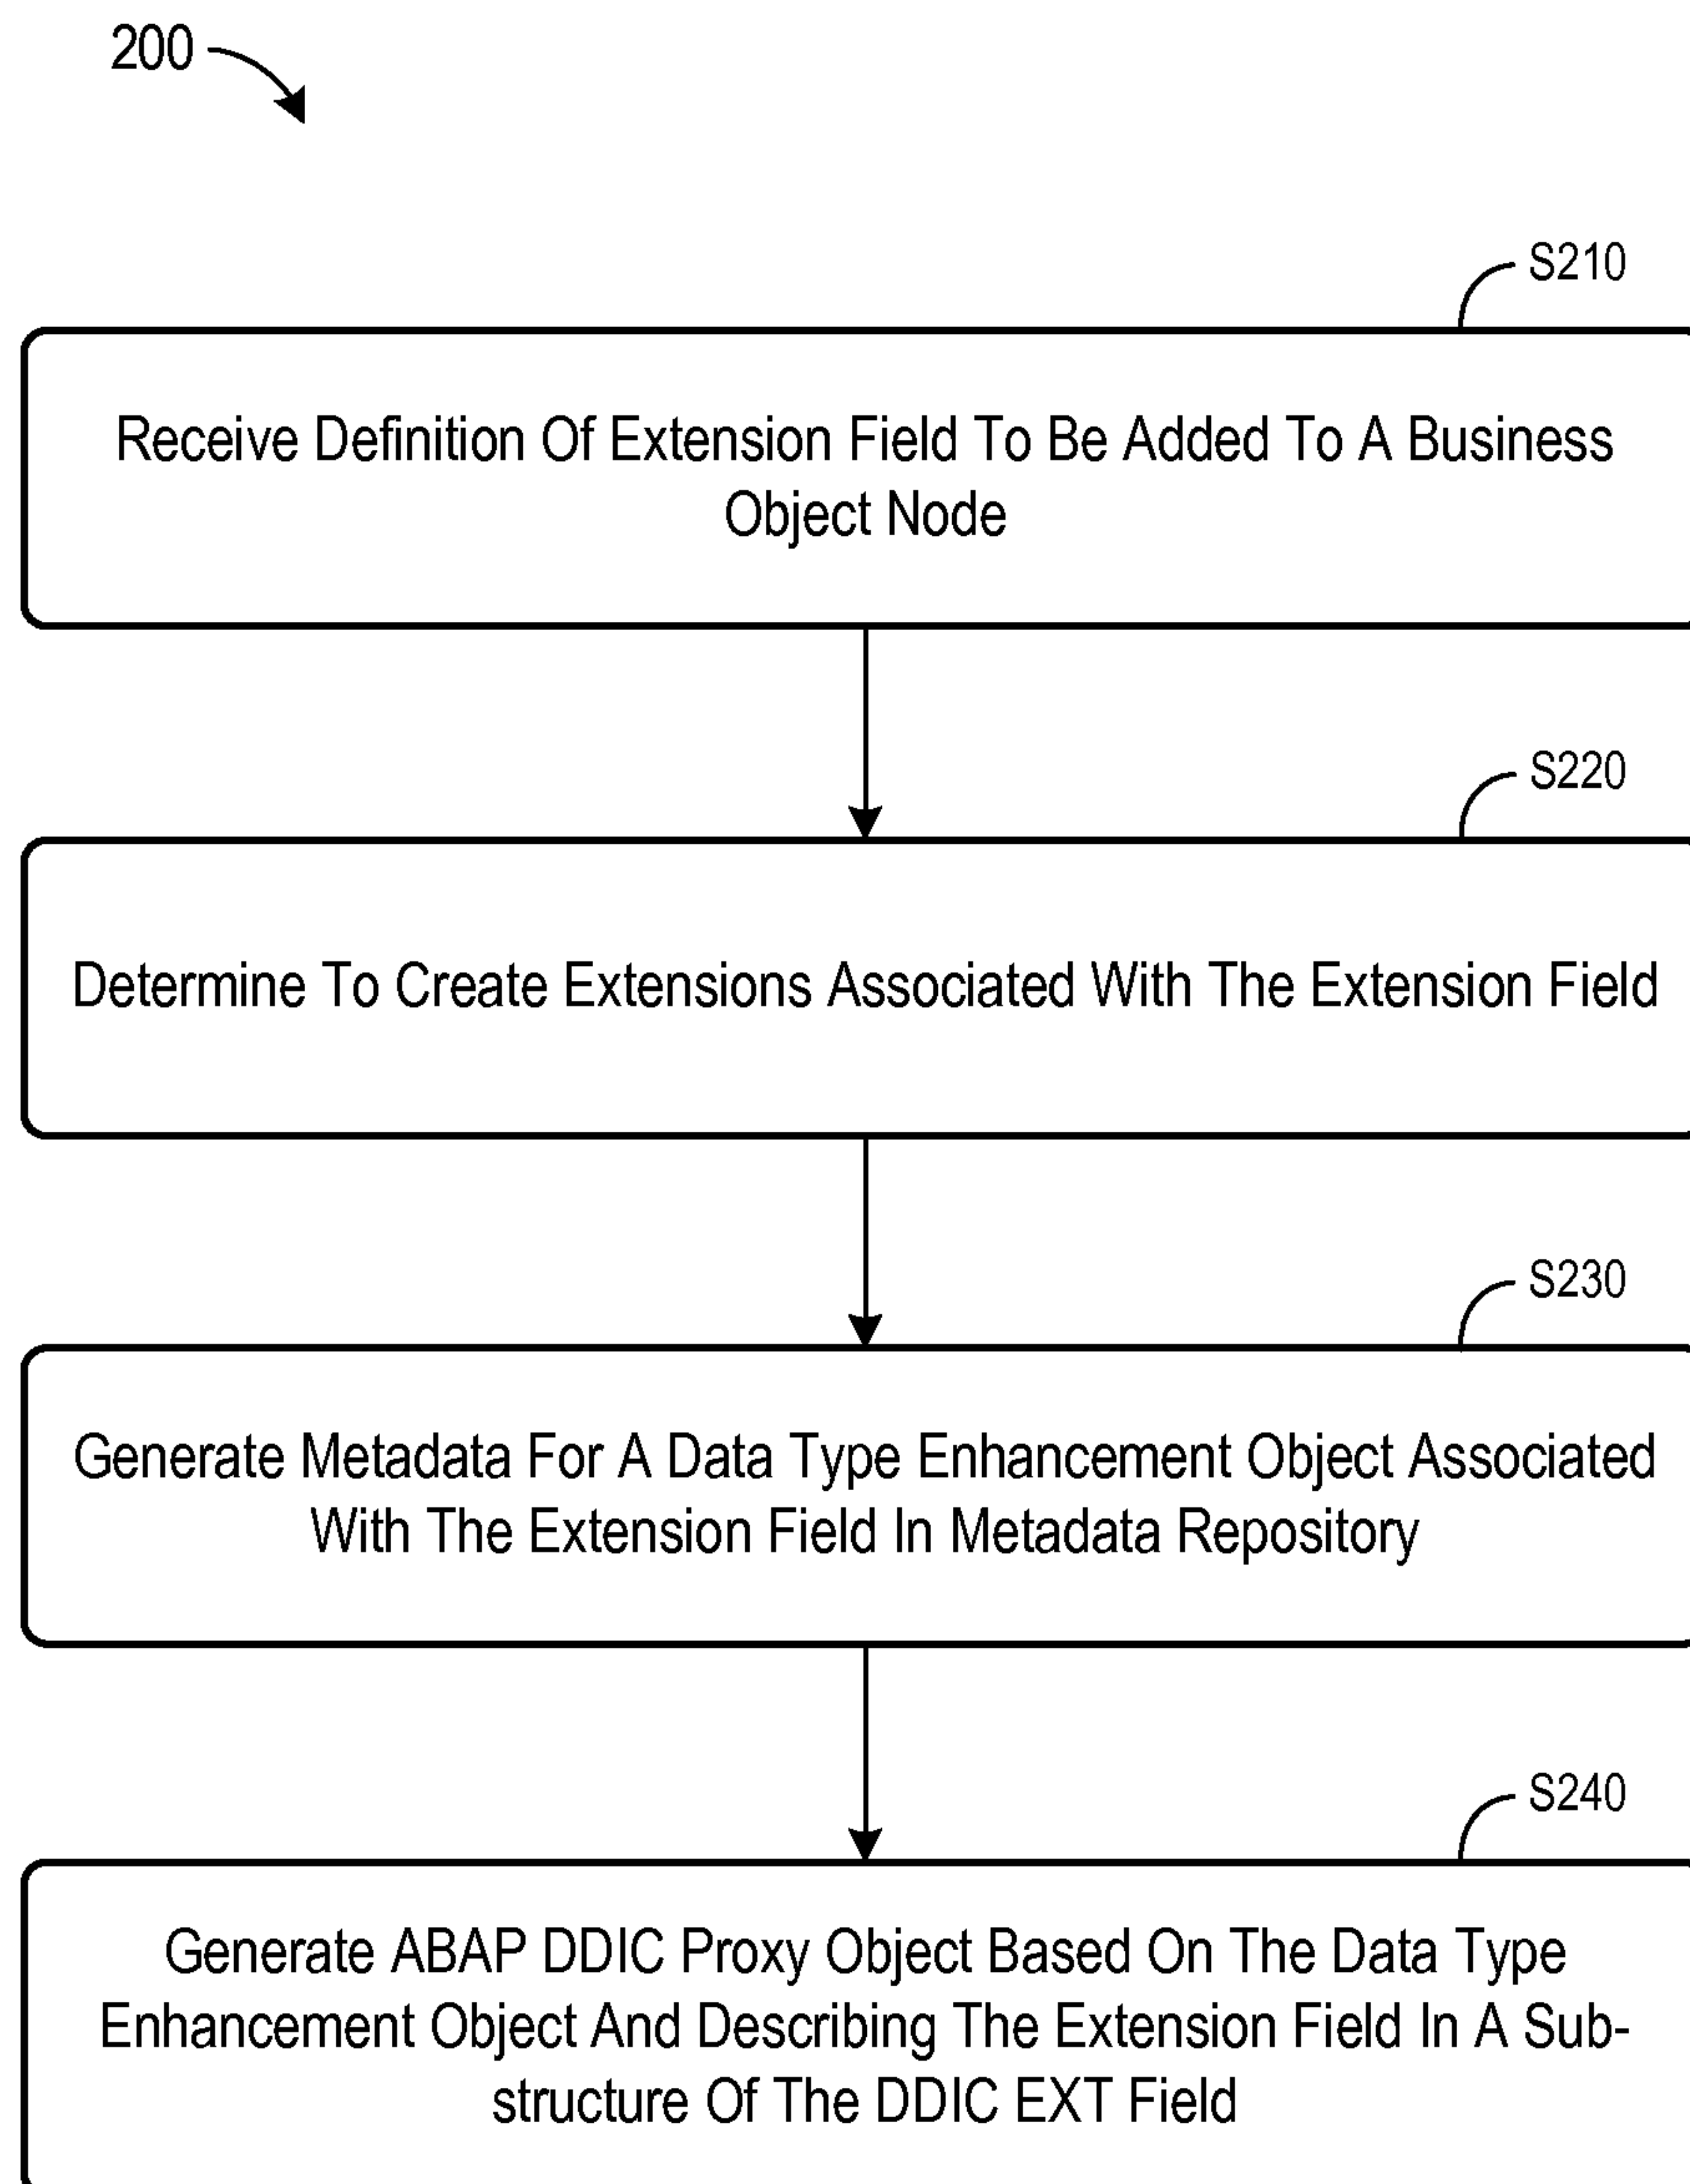 200
S210
Receive Definition Of Extension Field To Be Added To A Business
Object Node
S220
Determine To Create Extensions Associated With The Extension Field
S230
Generate Metadata For A Data Type Enhancement Object Associated
With The Extension Field In Metadata Repository
S240
Generate ABAP DDIC Proxy Object Based On The Data Type
Enhancement Object And Describing The Extension Field In A Sub-
structure Of The DDIC EXT Field